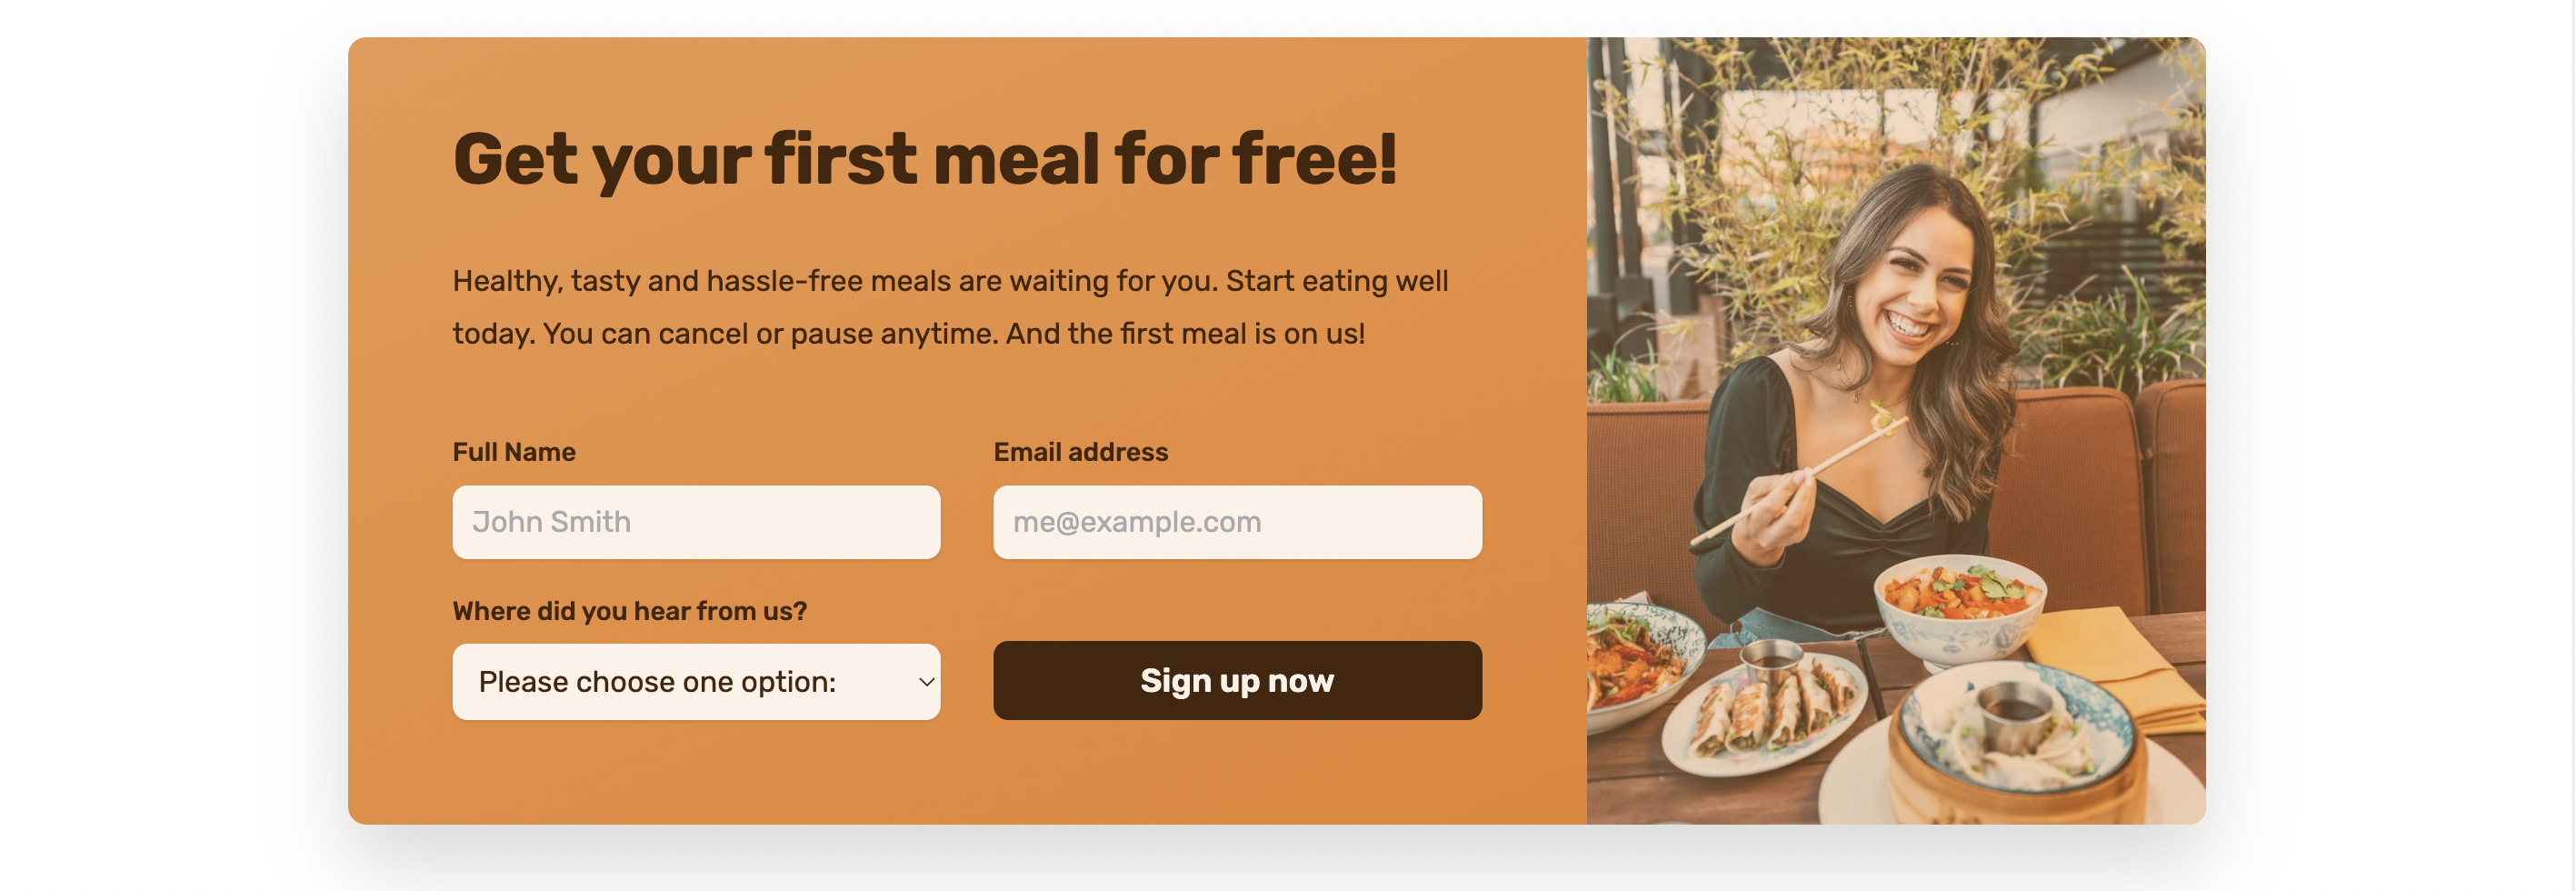 Get your first meal for free!
Healthy, tasty and hassle-free meals are waiting for you. Start eating well
today. You can cancel or pause anytime. And the first meal is on us!
Full Name
Email address
John Smith
me@example.com
Where did you hear from us?
Please choose one option:
Sign up now